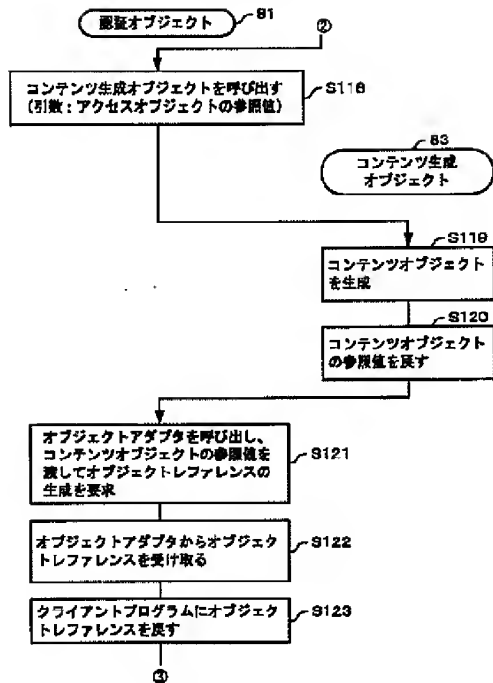 認証オブジェクト
81
②
コンテンツ生成オブジェクトを呼び出す
(引数：アクセスオブジェクトの参照値)
S118
83
コンテンツ生成
オブジェクト
S119
コンテンツオブジェクト
を生成
S120
コンテンツオブジェクト
の参照値を戻す
オブジェクトアダプタを呼び出し、
コンテンツオブジェクトの参照値を
渡してオブジェクトレファレンスの
生成を要求
S121
オブジェクトアダプタからオブジェク
トレファレンスを受け取る
S122
クライアントプログラムにオブジェク
トレファレンスを戻す
S123
③